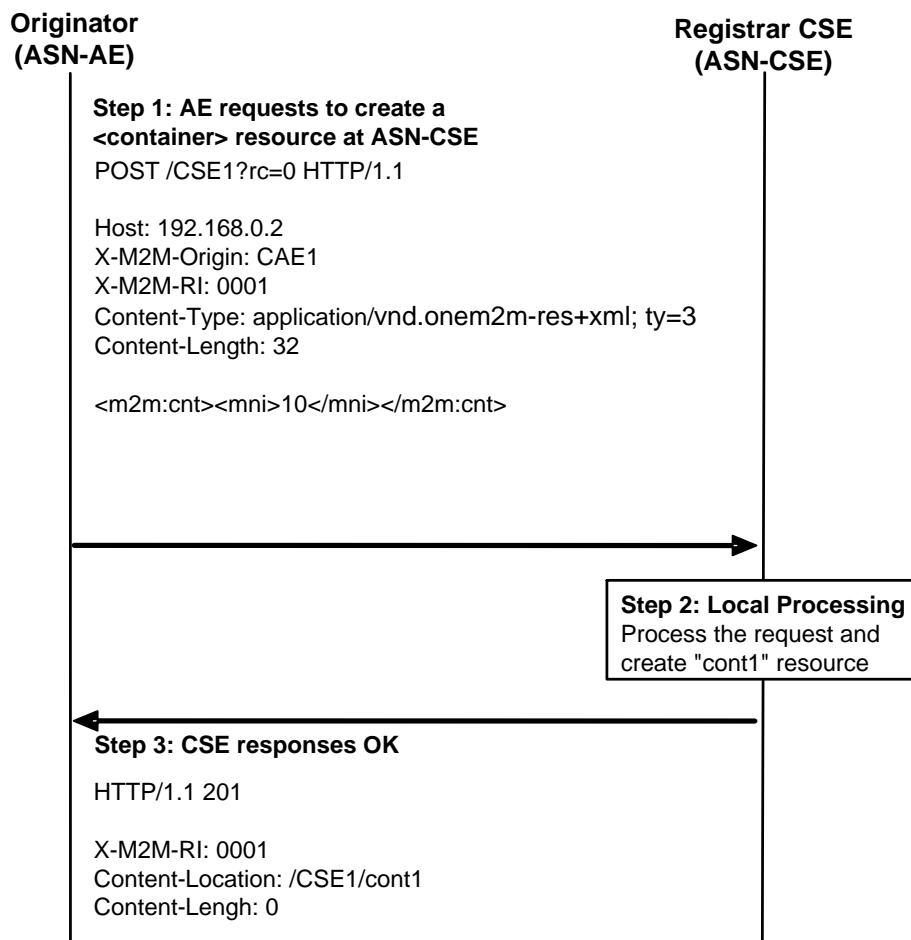 Originator
(ASN-AE)
Registrar CSE
(ASN-CSE)
Step 1: AE requests to create a
<container> resource at ASN-CSE
POST /CSE1?rc=0 HTTP/1.1
Host: 192.168.0.2
X-M2M-Origin: CAE1
X-M2M-RI: 0001
Content-Type: application/vnd.onem2m-res+xml; ty=3
Content-Length: 32
<m2m:cnt><mni>10</mni></m2m:cnt>
Step 2: Local Processing
Process the request and
create "cont1" resource
Step 3: CSE responses OK
HTTP/1.1 201
X-M2M-RI: 0001
Content-Location: /CSE1/cont1
Content-Lengh: 0